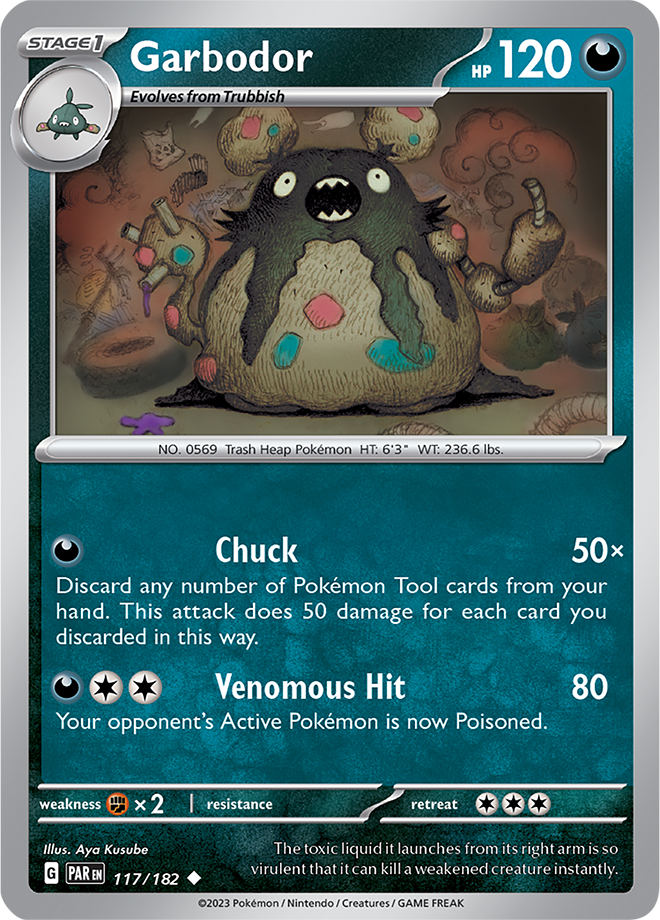 STAGE1
Garbodor
HP 120
Evolves from Trubbish
NO. 0569 Trash Heap Pokémon HT: 6'3" WT: 236.6 lbs.
Chuck 50×
Discard any number of Pokémon Tool cards from your
hand. This attack does 50 damage for each card you
discarded in this way.
Venomous Hit 80
Your opponent's Active Pokémon is now Poisoned.
weakness ×2 resistance retreat
Illus. Aya Kusube
The toxic liquid it launches from its right arm is so
virulent that it can kill a weakened creature instantly.
G PAR EN 117/182
©2023 Pokémon / Nintendo / Creatures / GAME FREAK